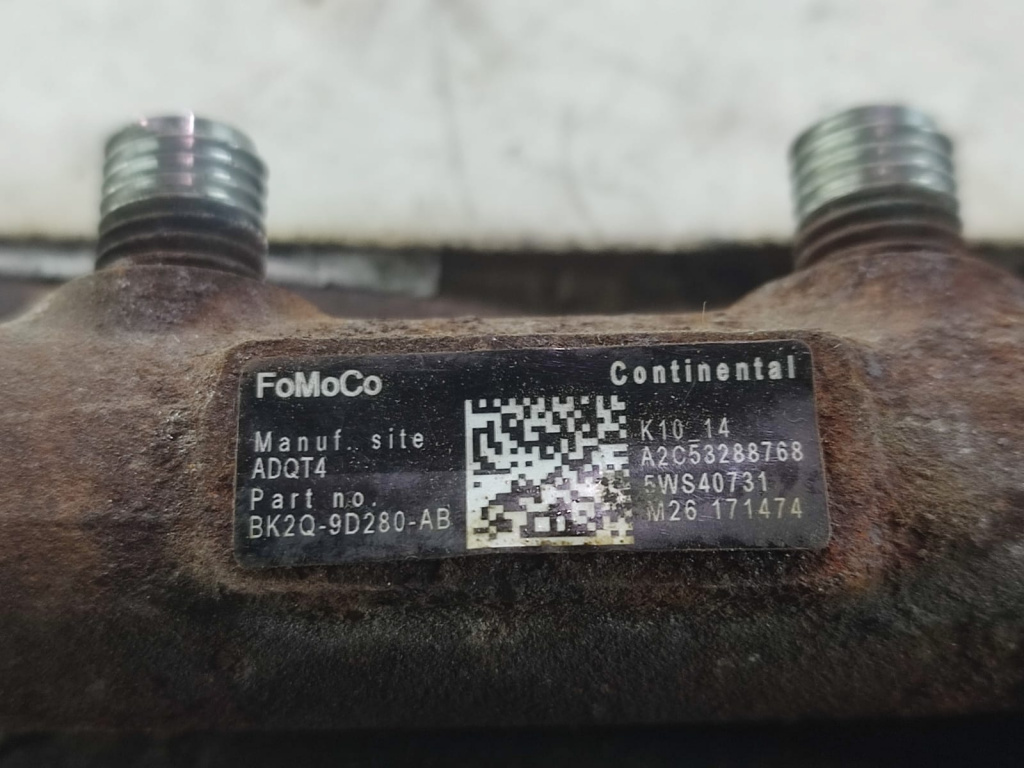 FoMoCo
Continental
Manuf. site
ADQT4
Part no.
BK2Q-9D280-AB
K10 14
A2C53288768
5WS40731
M26 171474